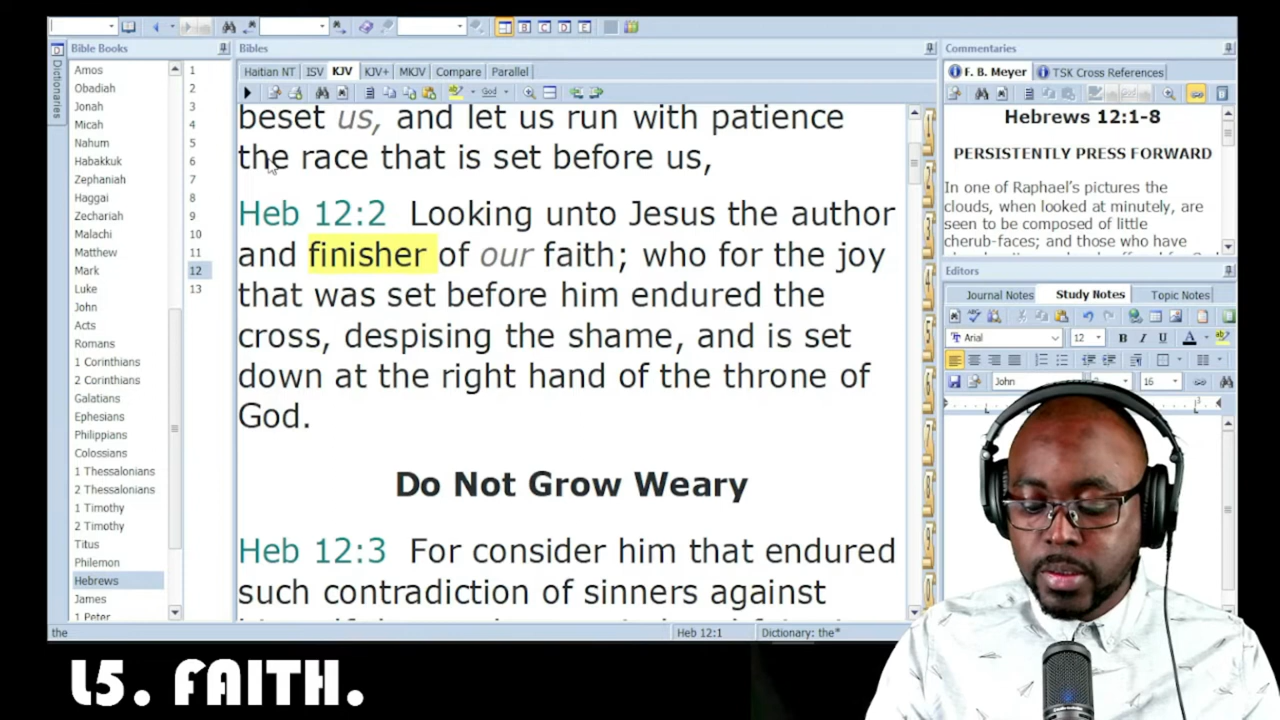 Bible Books
Amos
Obadiah
Jonah
Micah
Nahum
Habakkuk
Zephaniah
Haggai
Zechariah
Malachi
Matthew
Mark
Luke
John
Acts
Romans
1 Corinthians
2 Corinthians
Galatians
Ephesians
Philippians
Colossians
1 Thessalonians
2 Thessalonians
1 Timothy
2 Timothy
Titus
Philemon
Hebrews
James
1 Peter
1
2
3
4
5
6
7
8
9
10
11
12
13
Dictionaries
Bibles
Haitian NT ISV KJV KJV+ MKJV Compare Parallel
beset us, and let us run with patience
the race that is set before us,
Heb 12:2 Looking unto Jesus the author
and finisher of our faith; who for the joy
that was set before him endured the
cross, despising the shame, and is set
down at the right hand of the throne of
God.
Do Not Grow Weary
Heb 12:3 For consider him that endured
such contradiction of sinners against
Commentaries
F. B. Meyer TSK Cross References
Hebrews 12:1-8
PERSISTENTLY PRESS FORWARD
In one of Raphael's pictures the
clouds, when looked at minutely, are
seen to be composed of little
cherub-faces; and those who have
Editors
Journal Notes Study Notes Topic Notes
Arial 12 B I U A
John 16
the Heb 12:1 Dictionary: the*
L5. FAITH.